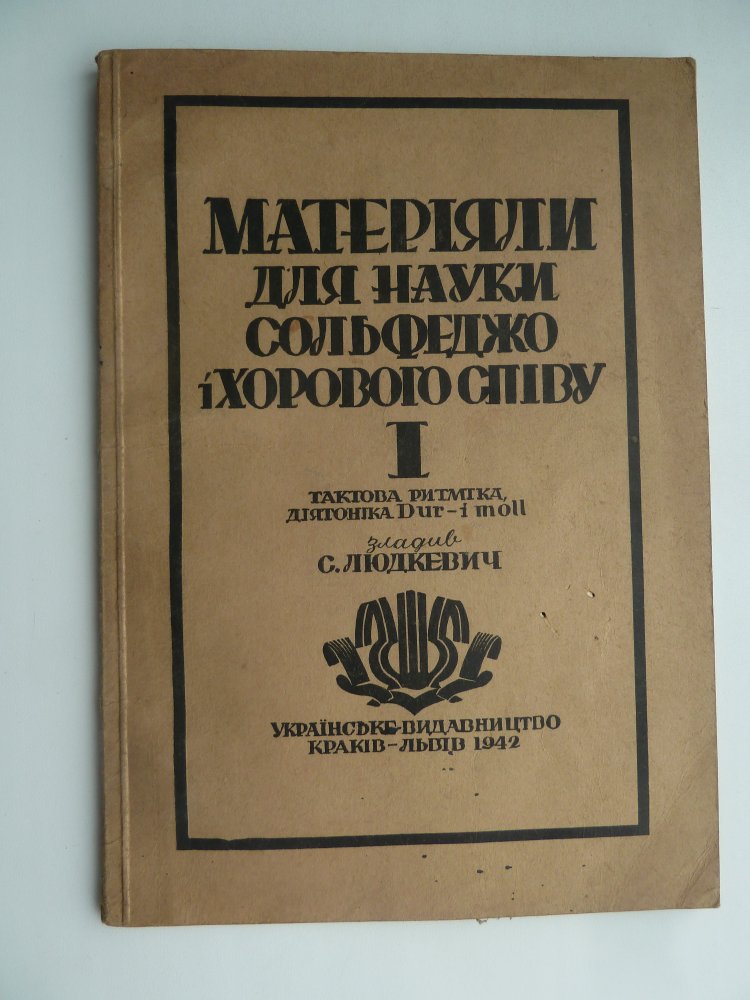 МАТЕРІЯЛИ
ДЛЯ НАУКИ
СОЛЬФЕДЖО
і ХОРОВОГО СПІВУ
I
ТАКТОВА РИТМІКА,
ДІЯТОНІКА Dur – i moll
зладив
С. ЛЮДКЕВИЧ
УКРАЇНСЬКЕ ВИДАВНИЦТВО
КРАКІВ – ЛЬВІВ 1942